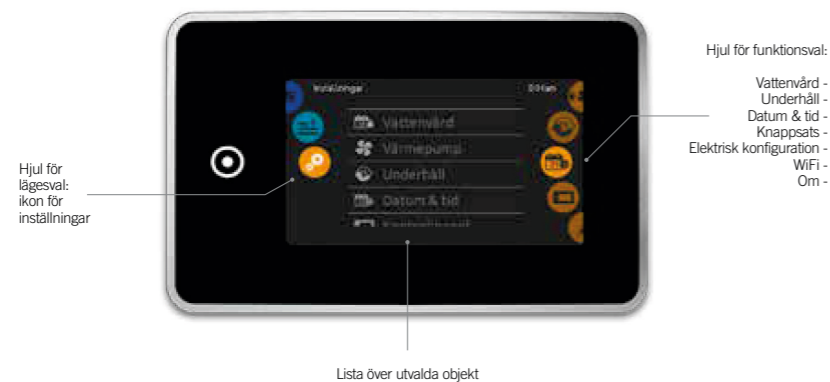 Hjul för funktionsval:
Vattenvård -
Underhåll -
Datum & tid -
Knappsats -
Elektrisk konfiguration -
WiFi -
Om -
Inställningar
Vattenvård
Värmepump
Underhåll
Datum & tid
Hjul för
lägesval:
ikon för
inställningar
Lista över utvalda objekt